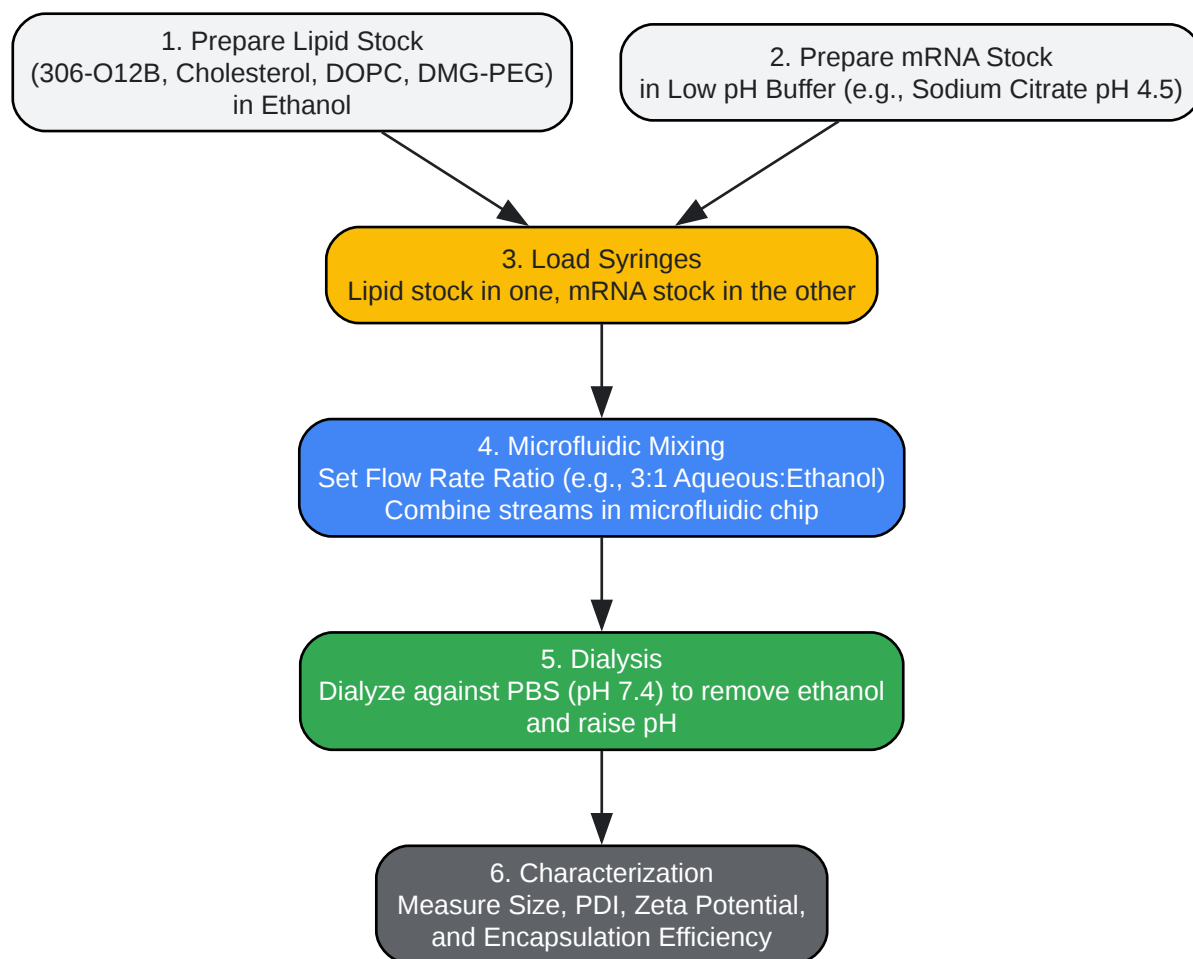 1. Prepare Lipid Stock
(306-O12B, Cholesterol, DOPC, DMG-PEG)
in Ethanol
2. Prepare mRNA Stock
in Low pH Buffer (e.g., Sodium Citrate pH 4.5)
3. Load Syringes
Lipid stock in one, mRNA stock in the other
4. Microfluidic Mixing
Set Flow Rate Ratio (e.g., 3:1 Aqueous:Ethanol)
Combine streams in microfluidic chip
5. Dialysis
Dialyze against PBS (pH 7.4) to remove ethanol
and raise pH
6. Characterization
Measure Size, PDI, Zeta Potential,
and Encapsulation Efficiency